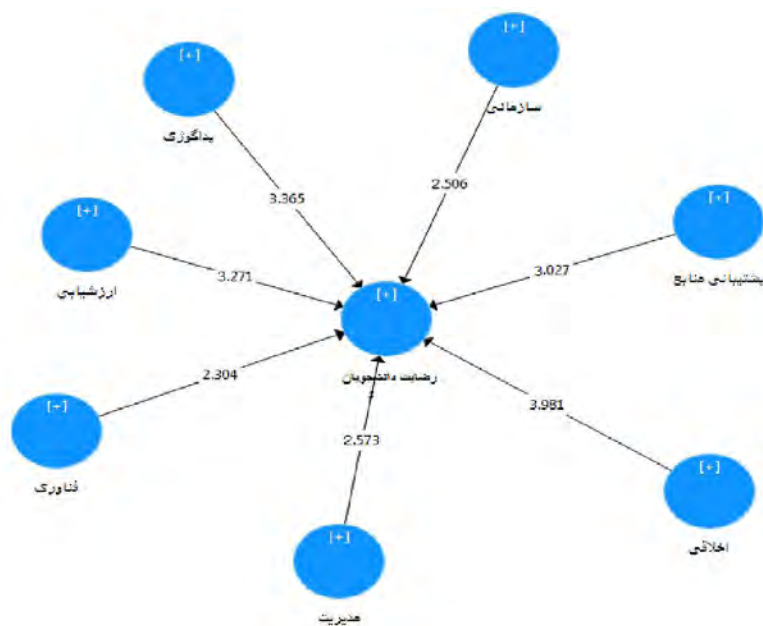 [+]
سازمانی
[+]
پداگوژی
2.506
3.365
[+]
پشتیبانی منابع
[+]
ارزشیابی
3.027
3.271
[+]
رضایت دانشجویان
2.304
3.981
[+]
فناوری
2.573
[+]
اخلاقی
[+]
مدیریت